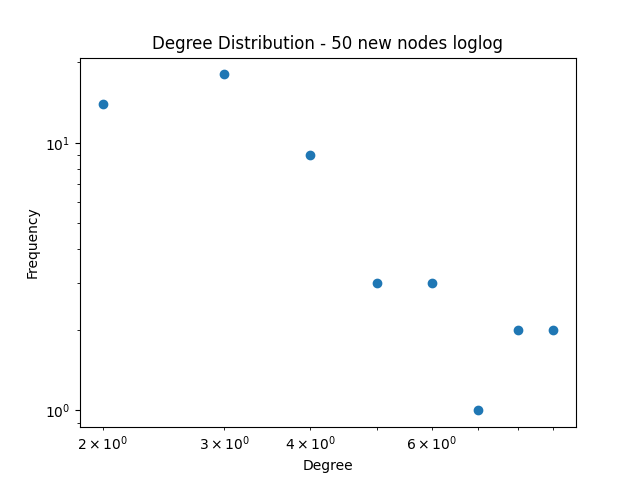 Degree Distribution - 50 new nodes loglog
10¹
10⁰
Frequency
2 × 10⁰
3 × 10⁰
4 × 10⁰
6 × 10⁰
Degree